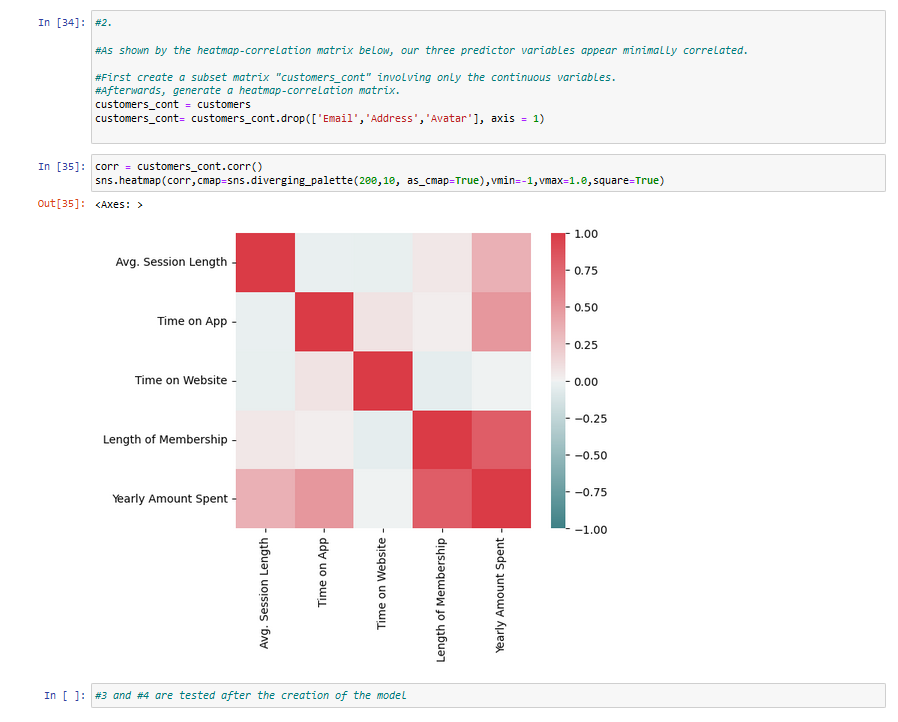 In [34]: #2.
#As shown by the heatmap-correlation matrix below, our three predictor variables appear minimally correlated.
#First create a subset matrix "customers_cont" involving only the continuous variables.
#Afterwards, generate a heatmap-correlation matrix.
customers_cont = customers
customers_cont= customers_cont.drop(['Email','Address','Avatar'], axis = 1)
In [35]: corr = customers_cont.corr()
sns.heatmap(corr,cmap=sns.diverging_palette(200,10, as_cmap=True),vmin=-1,vmax=1.0,square=True)
Out[35]: <Axes: >
Avg. Session Length
Time on App
Time on Website
Length of Membership
Yearly Amount Spent
Avg. Session Length
Time on App
Time on Website
Length of Membership
Yearly Amount Spent
1.00
0.75
0.50
0.25
0.00
−0.25
−0.50
−0.75
−1.00
In [ ]: #3 and #4 are tested after the creation of the model